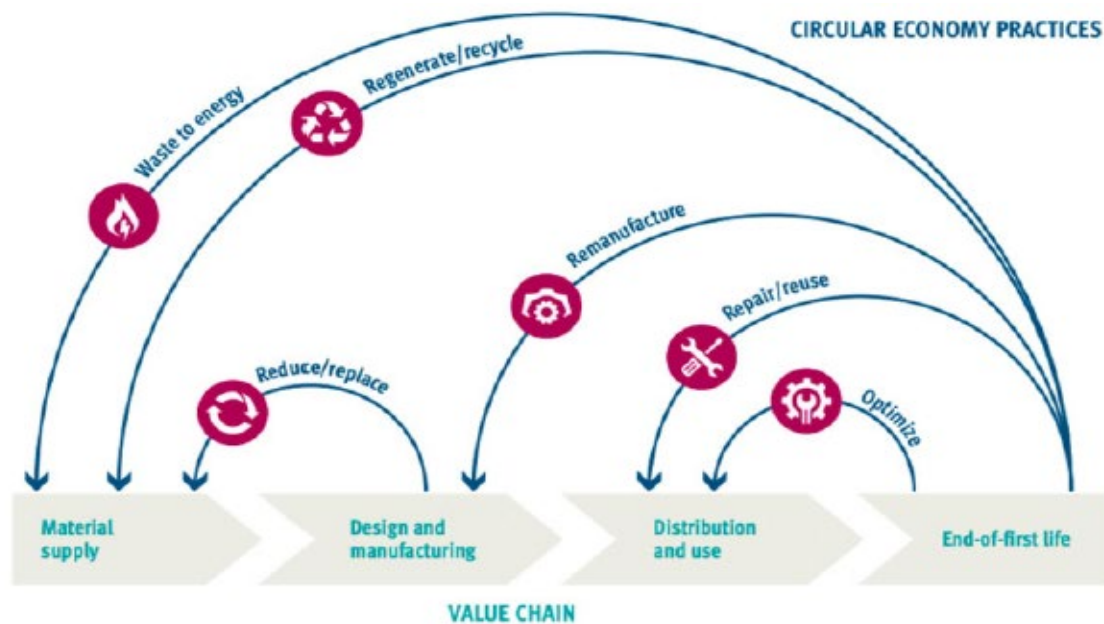 CIRCULAR ECONOMY PRACTICES
Waste to energy
Regenerate/recycle
Remanufacture
Repair/reuse
Reduce/replace
Optimize
Material
supply
Design and
manufacturing
Distribution
and use
End-of-first life
VALUE CHAIN